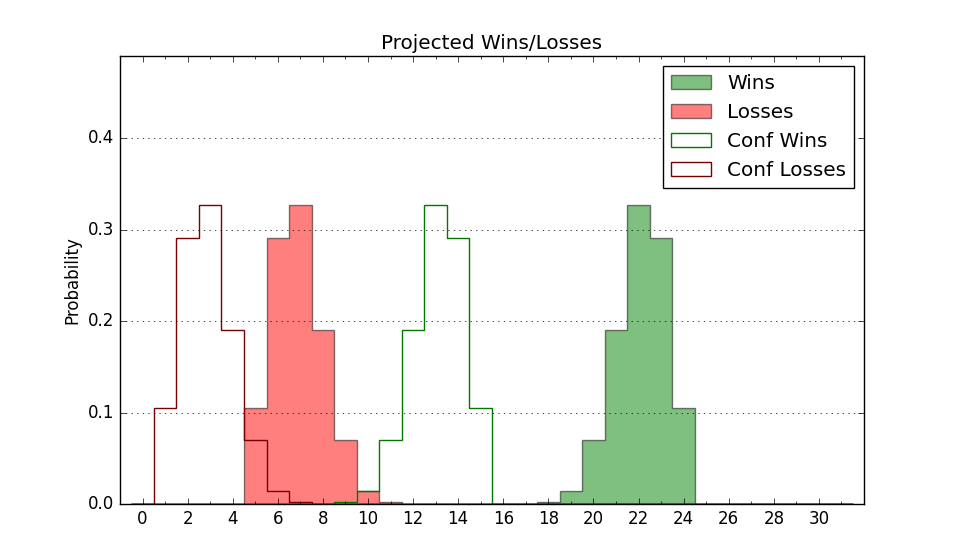 Projected Wins/Losses
Wins
Losses
Conf Wins
Conf Losses
Probability
0.4
0.3
0.2
0.1
0.0
0 2 4 6 8 10 12 14 16 18 20 22 24 26 28 30